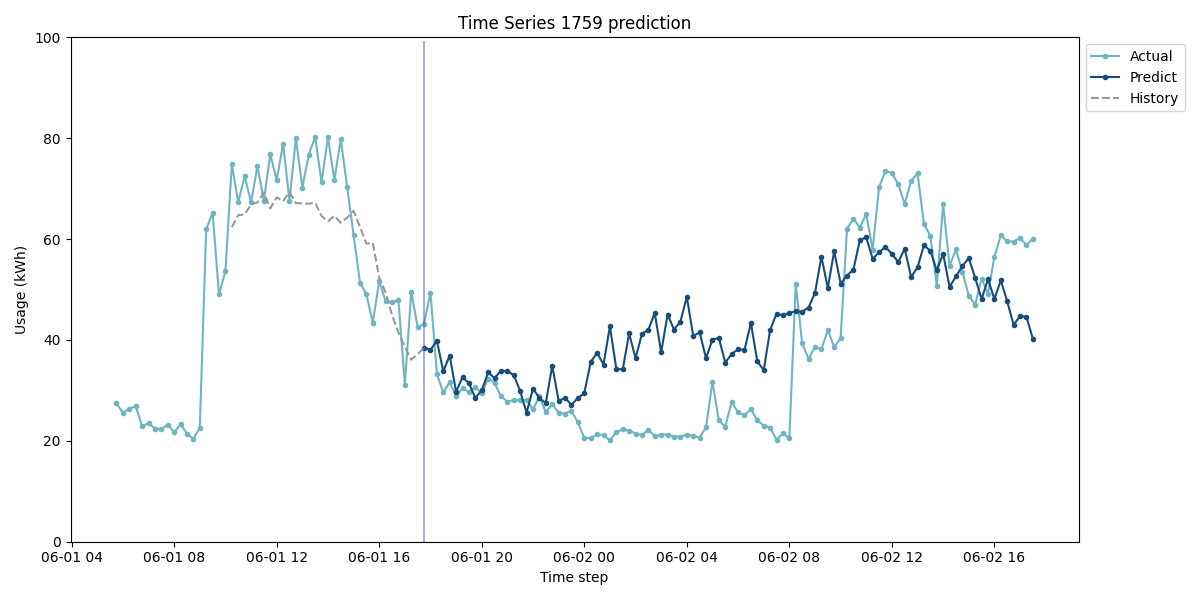 Time Series 1759 prediction
100
80
60
40
20
0
Usage (kWh)
06-01 04
06-01 08
06-01 12
06-01 16
06-01 20
06-02 00
06-02 04
06-02 08
06-02 12
06-02 16
Time step
Actual
Predict
History